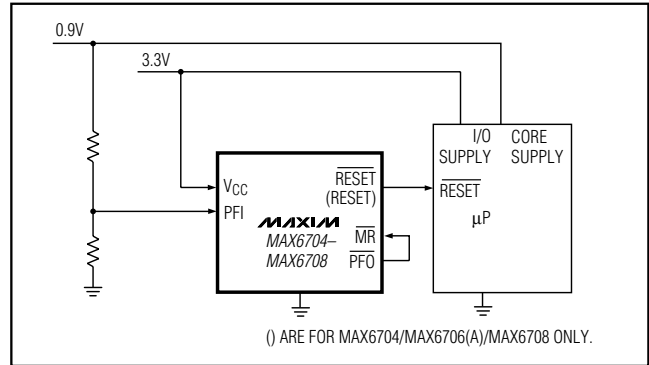 0.9V
3.3V
I/O SUPPLY
CORE SUPPLY
VCC
RESET
(RESET)
RESET
PFI
MAXIM
MAX6704–
MAX6708
MR
PFO
µP
() ARE FOR MAX6704/MAX6706(A)/MAX6708 ONLY.